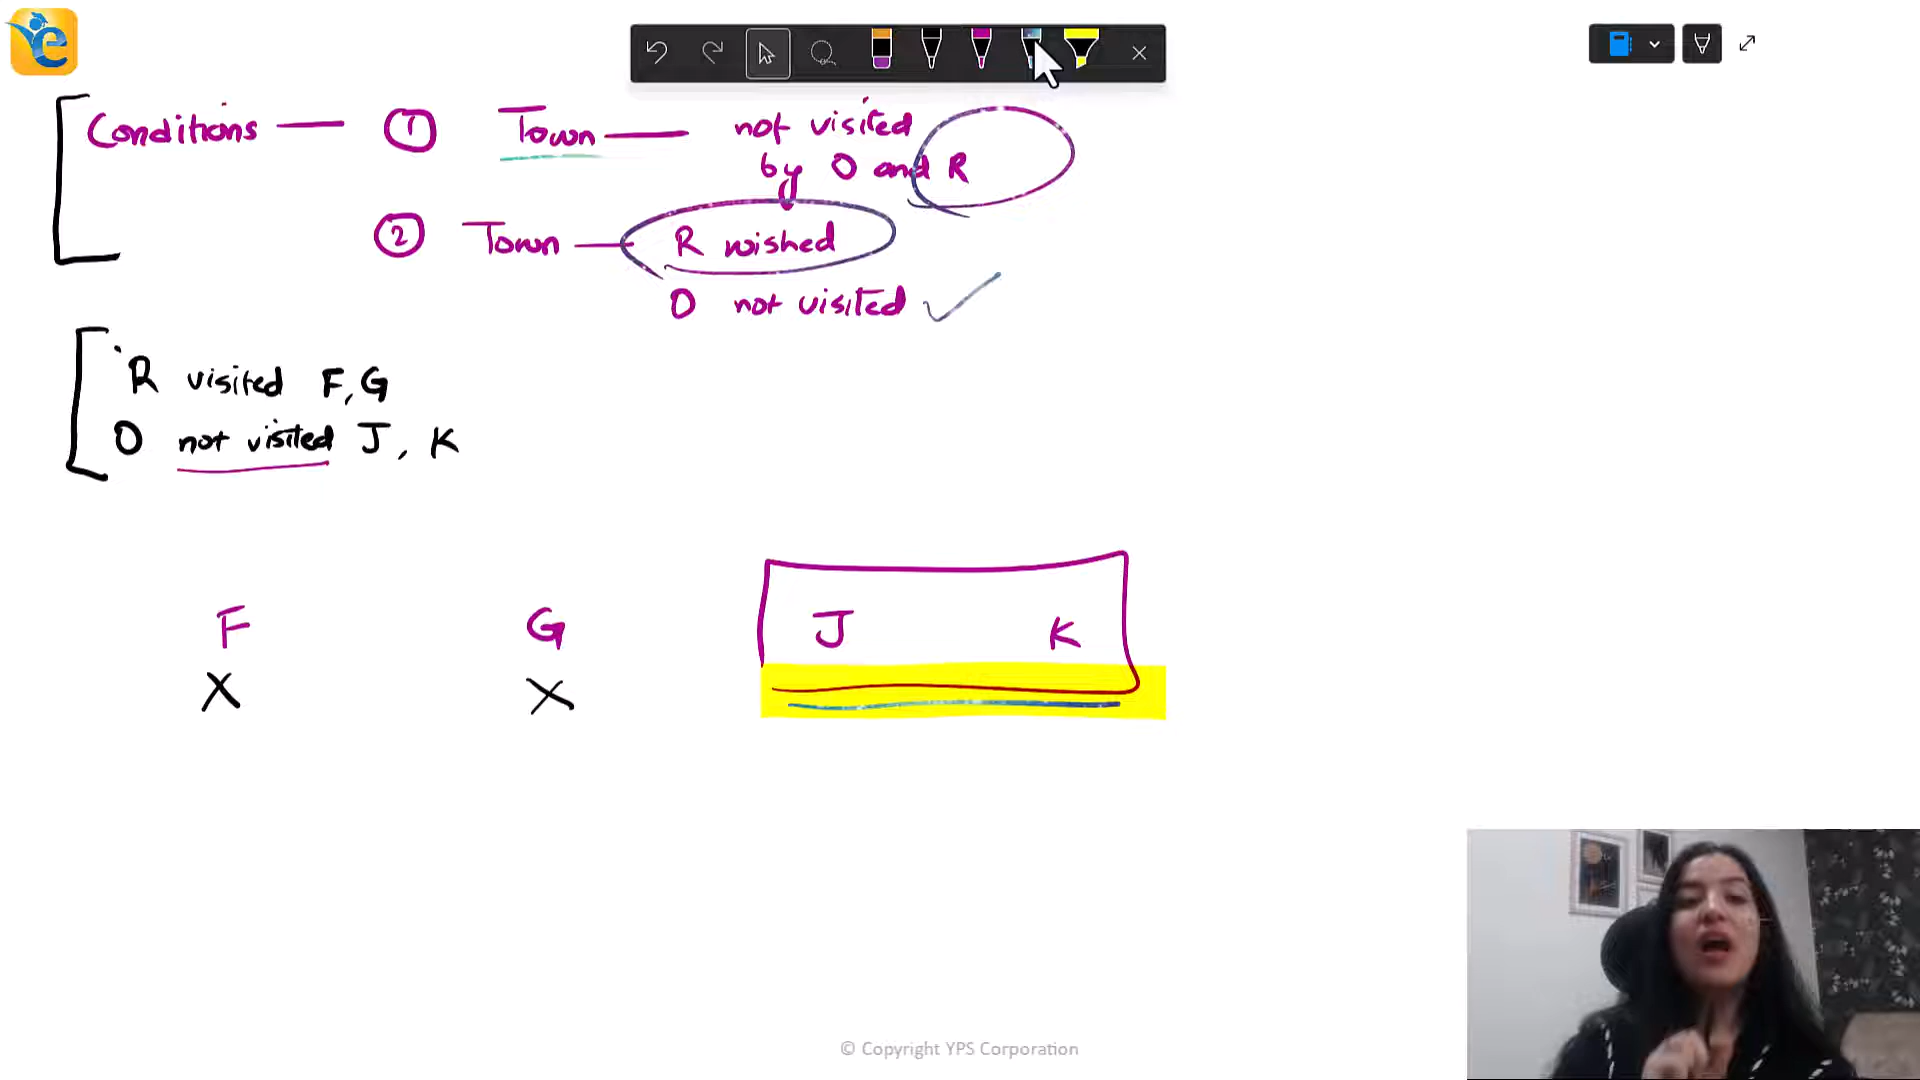 e
Conditions — ① Town — not visited
by O and R
② Town — R wished
O not visited ✓
R visited F, G
O not visited J, K
F G J K
X X
© Copyright YPS Corporation